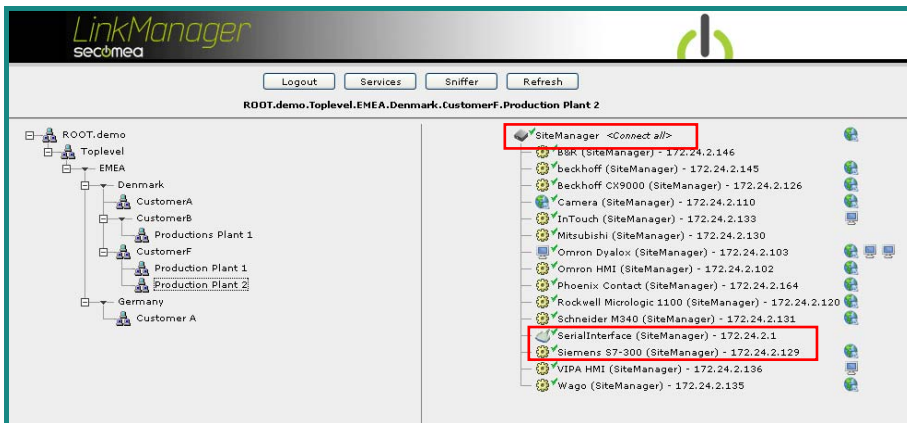 LinkManager
secomea
Logout Services Sniffer Refresh
ROOT.demo.Toplevel.EMEA.Denmark.CustomerF.Production Plant 2
ROOT.demo
Toplevel
EMEA
Denmark
CustomerA
CustomerB
Productions Plant 1
CustomerF
Production Plant 1
Production Plant 2
Germany
Customer A
SiteManager <Connect all>
B&R (SiteManager) - 172.24.2.146
beckhoff (SiteManager) - 172.24.2.145
Beckhoff CX9000 (SiteManager) - 172.24.2.126
Camera (SiteManager) - 172.24.2.110
InTouch (SiteManager) - 172.24.2.133
Mitsubishi (SiteManager) - 172.24.2.130
Omron Dyalox (SiteManager) - 172.24.2.103
Omron HMI (SiteManager) - 172.24.2.102
Phoenix Contact (SiteManager) - 172.24.2.164
Rockwell Micrologic 1100 (SiteManager) - 172.24.2.120
Schneider M340 (SiteManager) - 172.24.2.131
SerialInterface (SiteManager) - 172.24.2.1
Siemens S7-300 (SiteManager) - 172.24.2.129
VIPA HMI (SiteManager) - 172.24.2.136
Wago (SiteManager) - 172.24.2.135